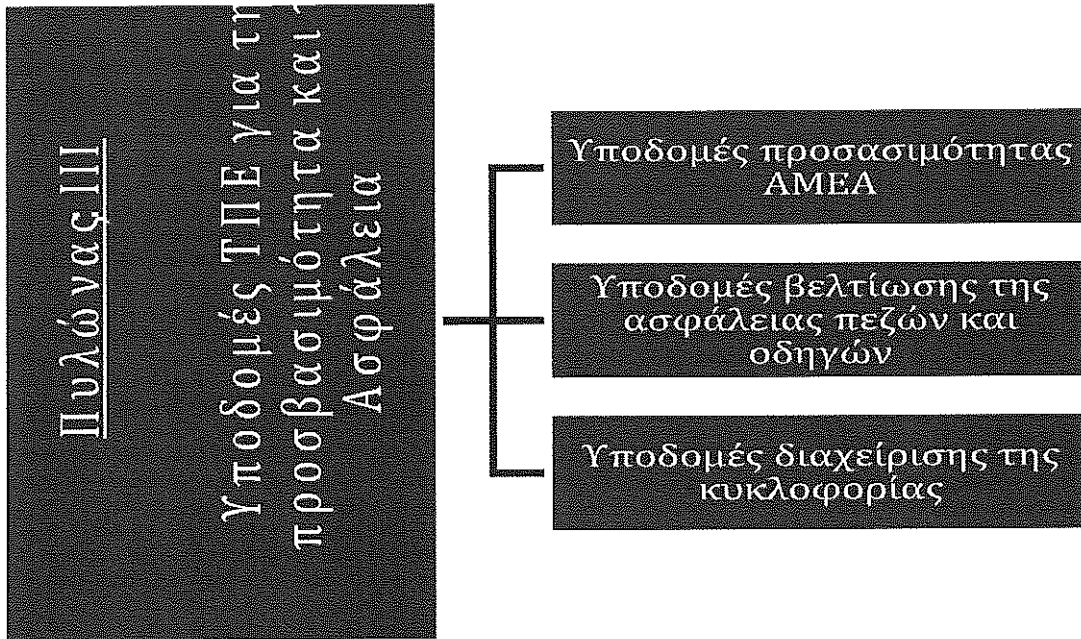 Πυλώνας ΙΙΙ
Υποδομές ΤΠΕ για τη
προσβασιμότητα και
Ασφάλεια
Υποδομές προσασιμότητας
ΑΜΕΑ
Υποδομές βελτίωσης της
ασφάλειας πεζών και
οδηγών
Υποδομές διαχείρισης της
κυκλοφορίας